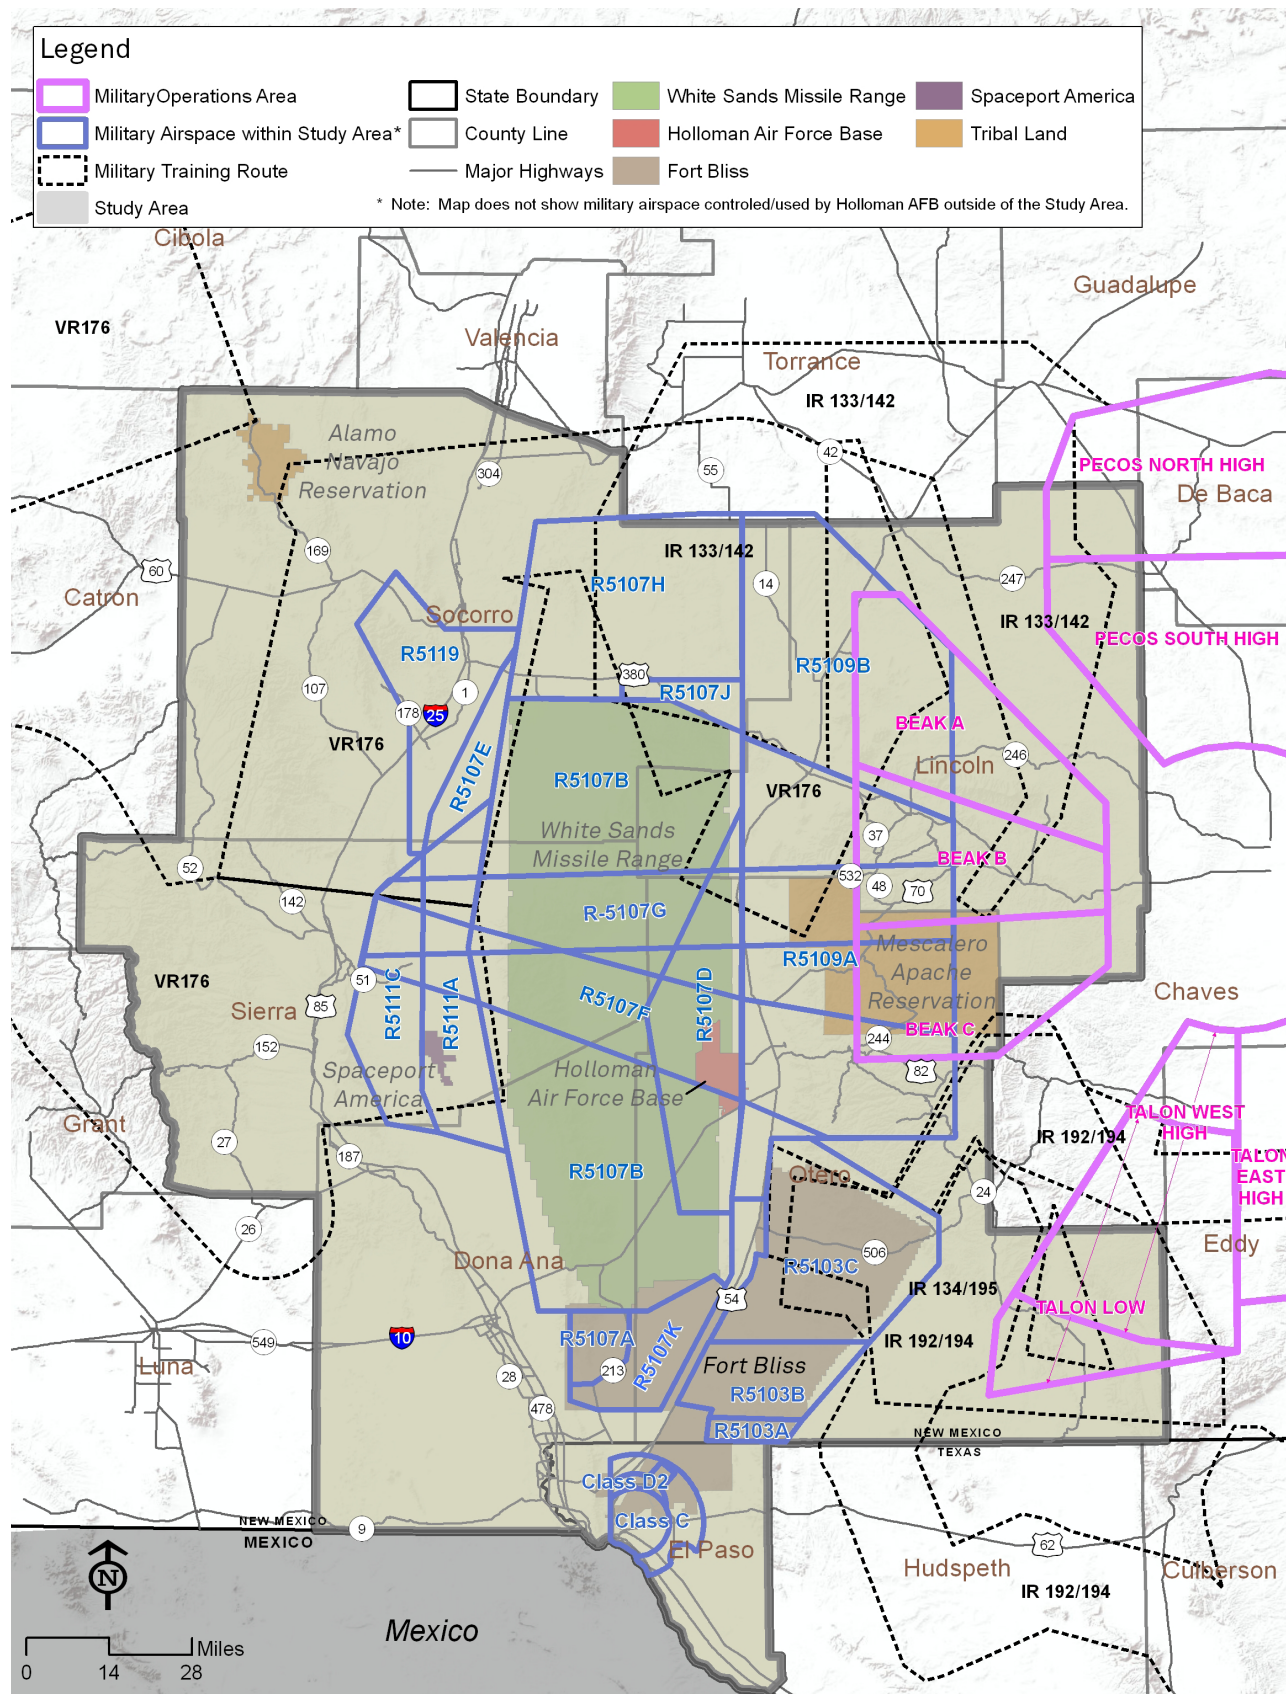 Legend
MilitaryOperations Area
State Boundary
White Sands Missile Range
Spaceport America
Military Airspace within Study Area*
County Line
Holloman Air Force Base
Tribal Land
Military Training Route
Major Highways
Fort Bliss
Study Area
* Note: Map does not show military airspace controled/used by Holloman AFB outside of the Study Area.
Cibola
Guadalupe
VR176
Valencia
Torrance
IR 133/142
Alamo
Navajo
Reservation
304
55
42
PECOS NORTH HIGH
De Baca
169
60
IR 133/142
R5107H
14
247
Catron
Socorro
IR 133/142
PECOS SOUTH HIGH
R5119
R5109B
380
R5107J
107
1
178
25
BEAK A
VR176
246
Lincoln
R5107E
R5107B
VR176
White Sands
Missile Range
37
BEAK B
52
532
48
70
142
R-5107G
Mescalero
Apache
Reservation
R5109A
VR176
51
R5111C
R5111A
R5107F
R5107D
85
Sierra
Chaves
BEAK C
244
152
82
Spaceport
America
Holloman
Air Force Base
Grant
TALON WEST
HIGH
IR 192/194
27
187
R5107B
TALON
EAST
HIGH
Otero
24
26
Dona Ana
506
Eddy
R5103C
IR 134/195
54
TALON LOW
10
549
R5107A
R5107K
IR 192/194
Luna
213
Fort Bliss
28
R5103B
478
R5103A
NEW MEXICO
TEXAS
Class D2
Class C
NEW MEXICO
MEXICO
9
El Paso
62
Hudspeth
Culberson
N
IR 192/194
Mexico
Miles
0 14 28